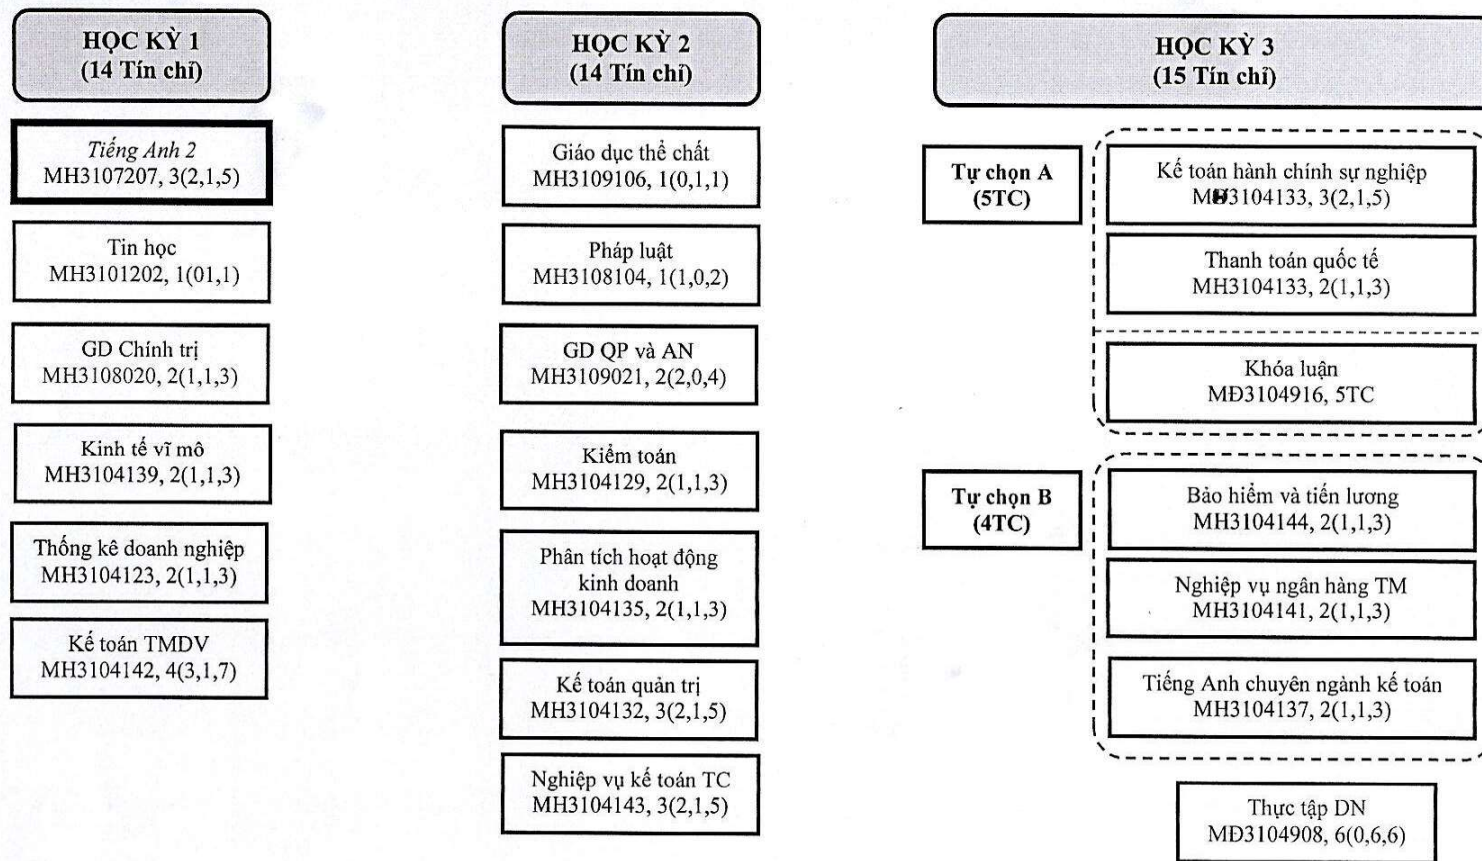 HỌC KỲ 1
(14 Tín chỉ)
Tiếng Anh 2
MH3107207, 3(2,1,5)
Tin học
MH3101202, 1(01,1)
GD Chính trị
MH3108020, 2(1,1,3)
Kinh tế vĩ mô
MH3104139, 2(1,1,3)
Thống kê doanh nghiệp
MH3104123, 2(1,1,3)
Kế toán TMDV
MH3104142, 4(3,1,7)
HỌC KỲ 2
(14 Tín chỉ)
Giáo dục thể chất
MH3109106, 1(0,1,1)
Pháp luật
MH3108104, 1(1,0,2)
GD QP và AN
MH3109021, 2(2,0,4)
Kiểm toán
MH3104129, 2(1,1,3)
Phân tích hoạt động
kinh doanh
MH3104135, 2(1,1,3)
Kế toán quản trị
MH3104132, 3(2,1,5)
Nghiệp vụ kế toán TC
MH3104143, 3(2,1,5)
HỌC KỲ 3
(15 Tín chỉ)
Tự chọn A
(5TC)
Kế toán hành chính sự nghiệp
MH3104133, 3(2,1,5)
Thanh toán quốc tế
MH3104133, 2(1,1,3)
Khóa luận
MĐ3104916, 5TC
Tự chọn B
(4TC)
Bảo hiểm và tiến lương
MH3104144, 2(1,1,3)
Nghiệp vụ ngân hàng TM
MH3104141, 2(1,1,3)
Tiếng Anh chuyên ngành kế toán
MH3104137, 2(1,1,3)
Thực tập DN
MĐ3104908, 6(0,6,6)